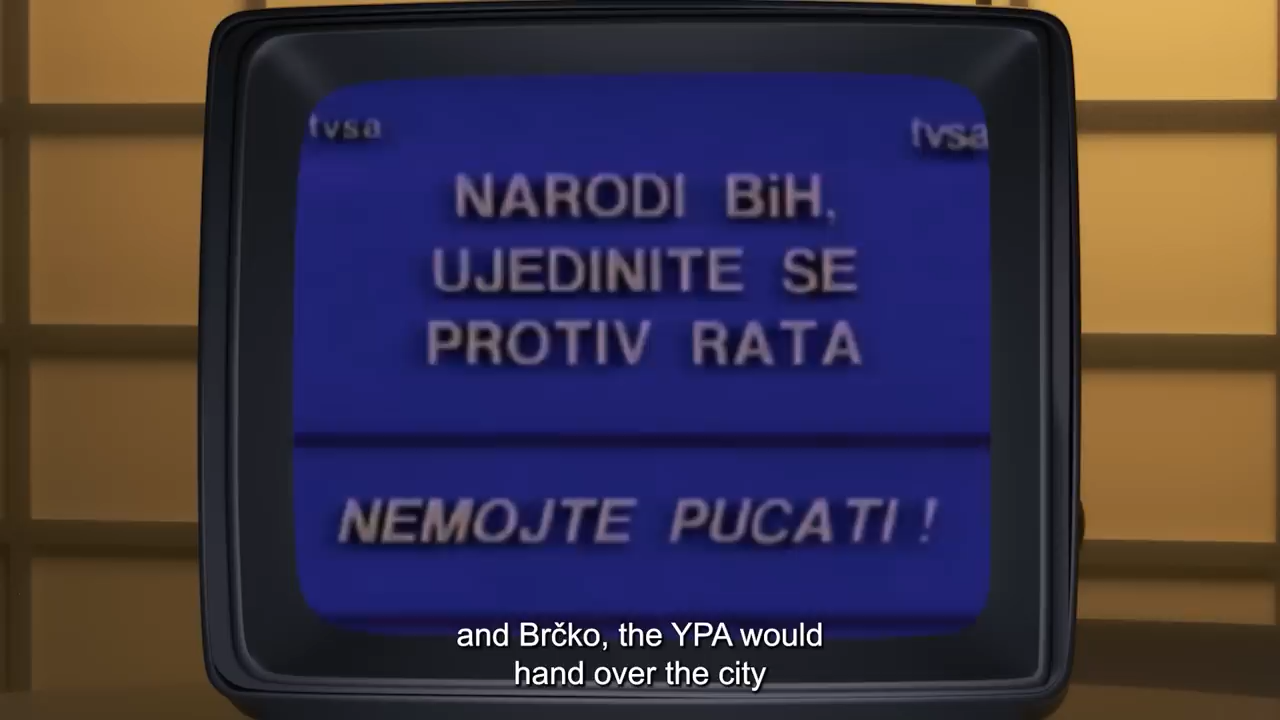 tvsa tvsa
NARODI BiH,
UJEDINITE SE
PROTIV RATA
NEMOJTE PUCATI !
and Brčko, the YPA would
hand over the city